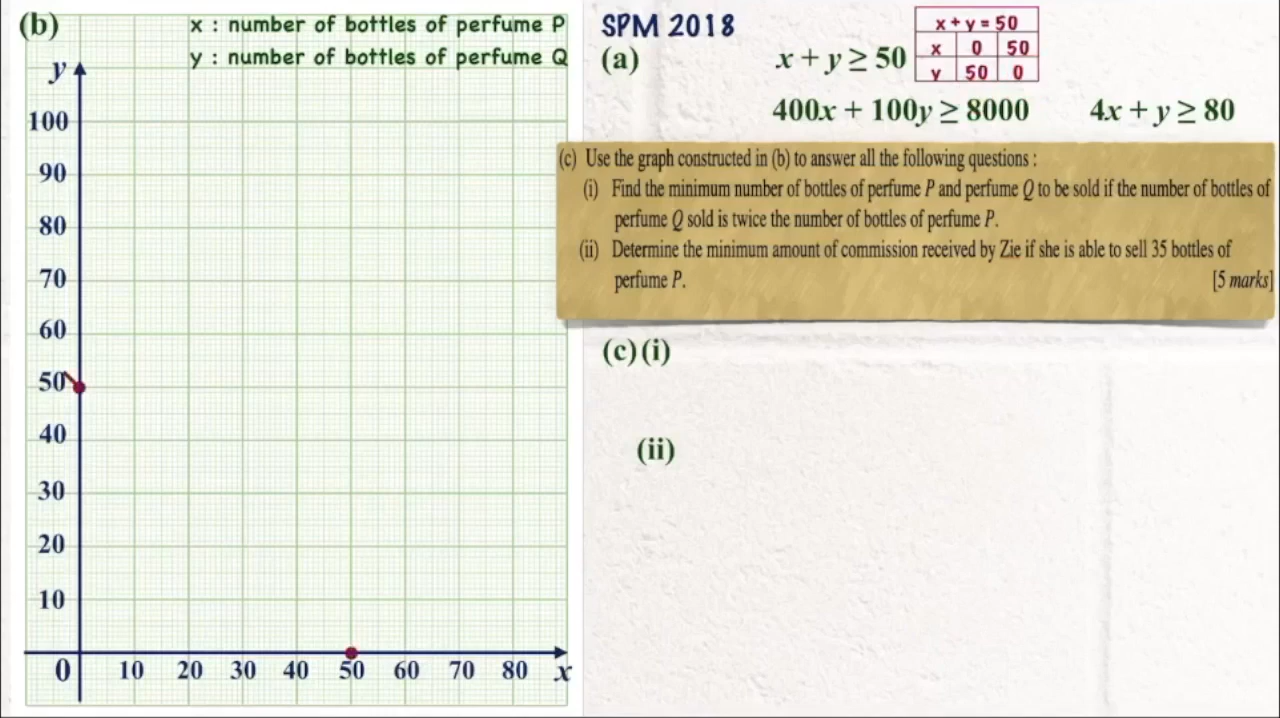 (b) x : number of bottles of perfume P
y : number of bottles of perfume Q
y
100
90
80
70
60
50
40
30
20
10
0 10 20 30 40 50 60 70 80 x
SPM 2018
(a) x + y ≥ 50
x + y = 50
x 0 50
y 50 0
400x + 100y ≥ 8000 4x + y ≥ 80
(c) Use the graph constructed in (b) to answer all the following questions :
(i) Find the minimum number of bottles of perfume P and perfume Q to be sold if the number of bottles of
perfume Q sold is twice the number of bottles of perfume P.
(ii) Determine the minimum amount of commission received by Zie if she is able to sell 35 bottles of
perfume P. [5 marks]
(c) (i)
(ii)